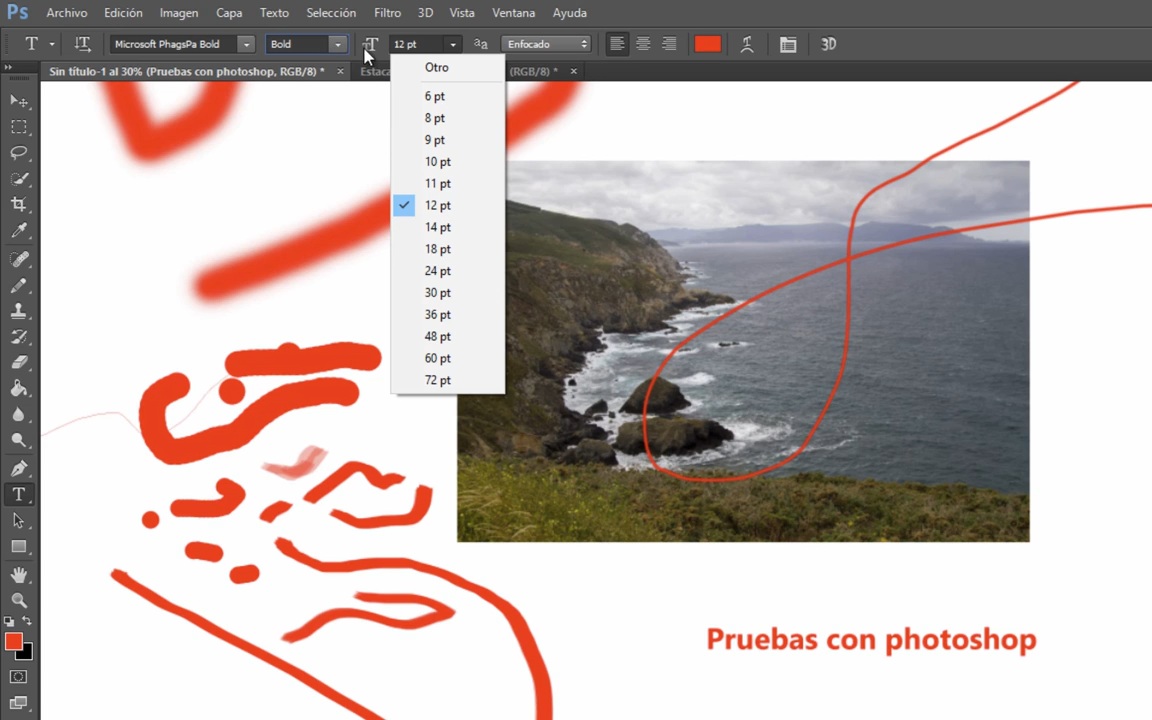 Ps Archivo Edición Imagen Capa Texto Selección Filtro 3D Vista Ventana Ayuda
T Microsoft PhagsPa Bold Bold 12 pt aa Enfocado 3D
Sin título-1 al 30% (Pruebas con photoshop, RGB/8) * × Estaca (RGB/8) * ×
Otro
6 pt
8 pt
9 pt
10 pt
11 pt
12 pt
14 pt
18 pt
24 pt
30 pt
36 pt
48 pt
60 pt
72 pt
Pruebas con photoshop